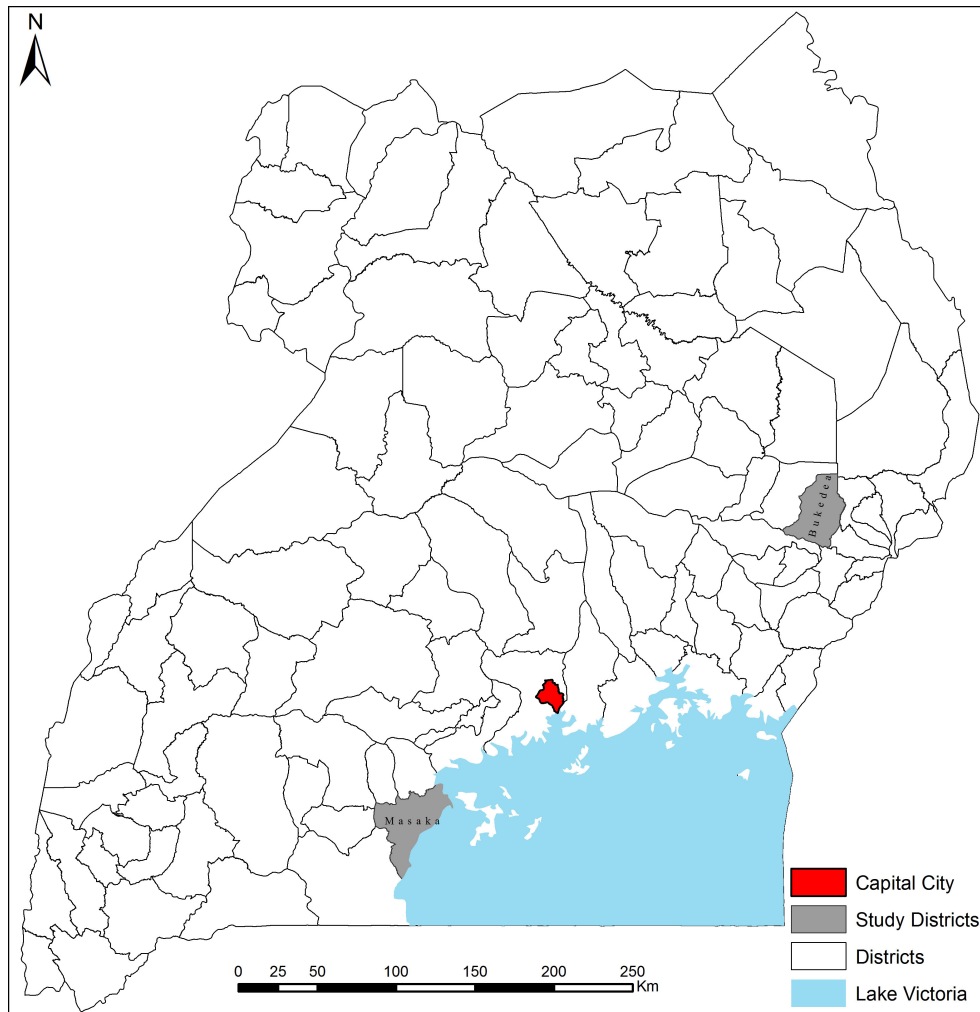 N
Bukedea
Masaka
Capital City
Study Districts
Districts
Lake Victoria
0 25 50 100 150 200 250
Km